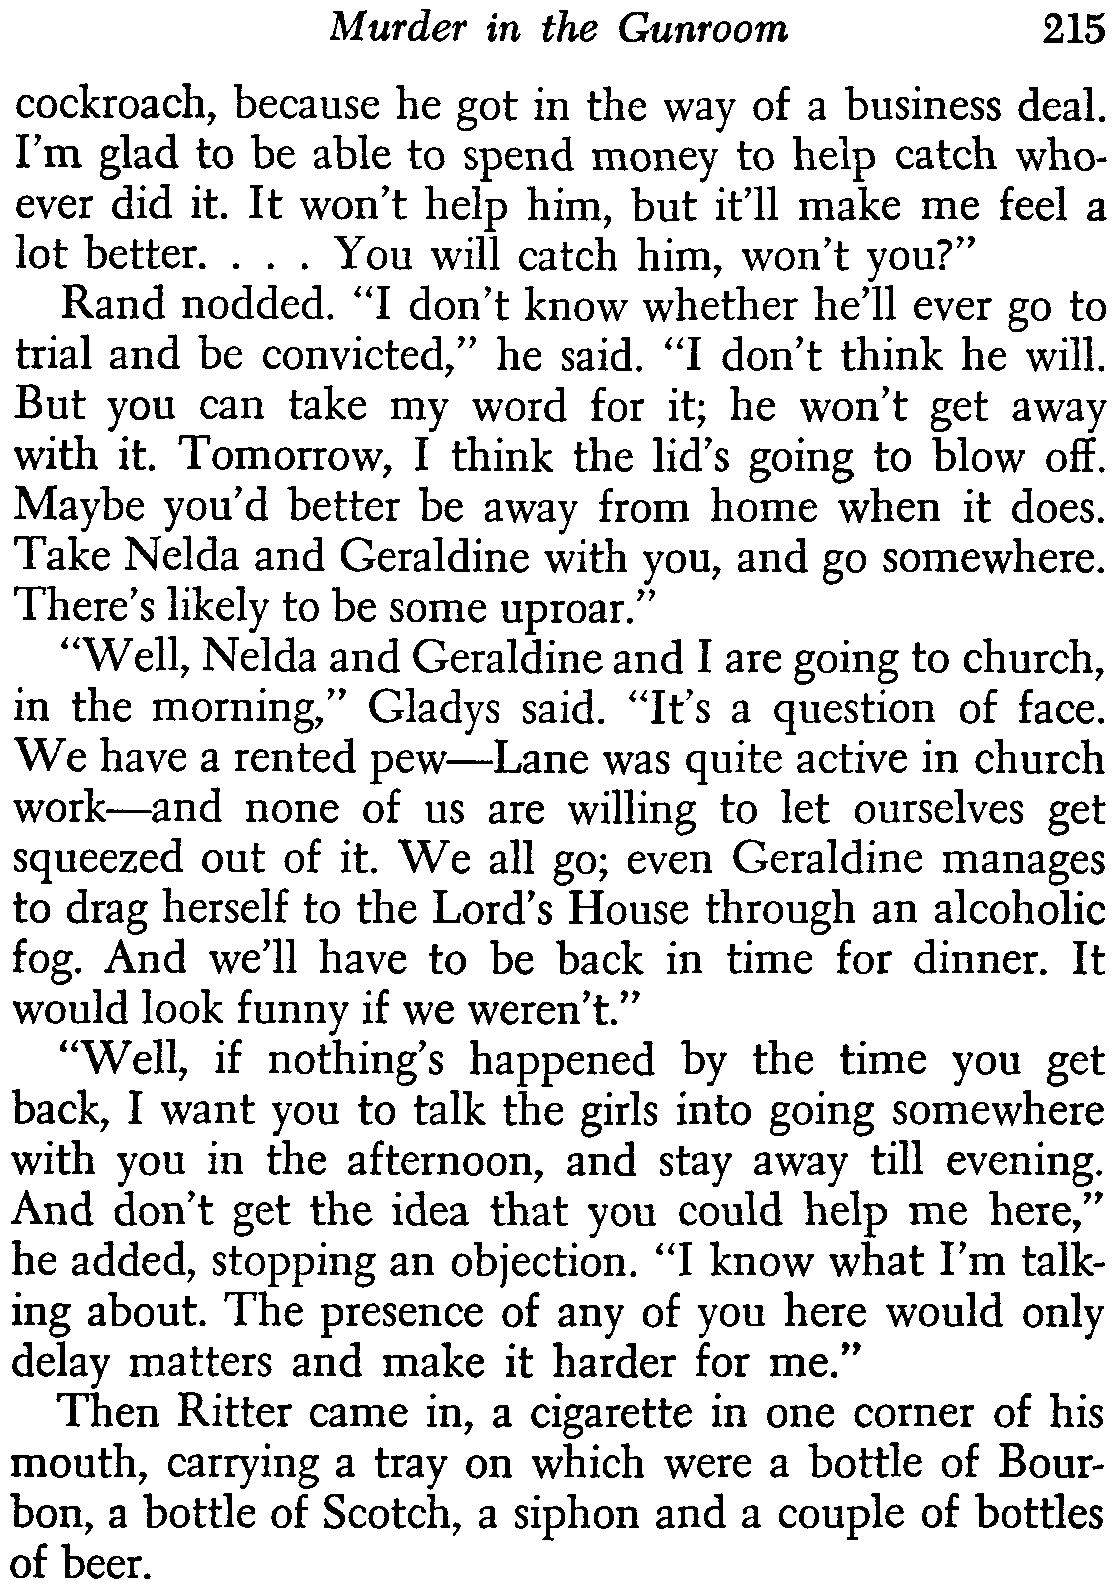 Murder in the Gunroom 215
cockroach, because he got in the way of a business deal.
I'm glad to be able to spend money to help catch who-
ever did it. It won't help him, but it'll make me feel a
lot better. . . . You will catch him, won't you?”
Rand nodded. “I don't know whether he'll ever go to
trial and be convicted,” he said. “I don't think he will.
But you can take my word for it; he won't get away
with it. Tomorrow, I think the lid's going to blow off.
Maybe you'd better be away from home when it does.
Take Nelda and Geraldine with you, and go somewhere.
There's likely to be some uproar.”
“Well, Nelda and Geraldine and I are going to church,
in the morning,” Gladys said. “It's a question of face.
We have a rented pew—Lane was quite active in church
work—and none of us are willing to let ourselves get
squeezed out of it. We all go; even Geraldine manages
to drag herself to the Lord's House through an alcoholic
fog. And we'll have to be back in time for dinner. It
would look funny if we weren't.”
“Well, if nothing's happened by the time you get
back, I want you to talk the girls into going somewhere
with you in the afternoon, and stay away till evening.
And don't get the idea that you could help me here,”
he added, stopping an objection. “I know what I'm talk-
ing about. The presence of any of you here would only
delay matters and make it harder for me.”
Then Ritter came in, a cigarette in one corner of his
mouth, carrying a tray on which were a bottle of Bour-
bon, a bottle of Scotch, a siphon and a couple of bottles
of beer.